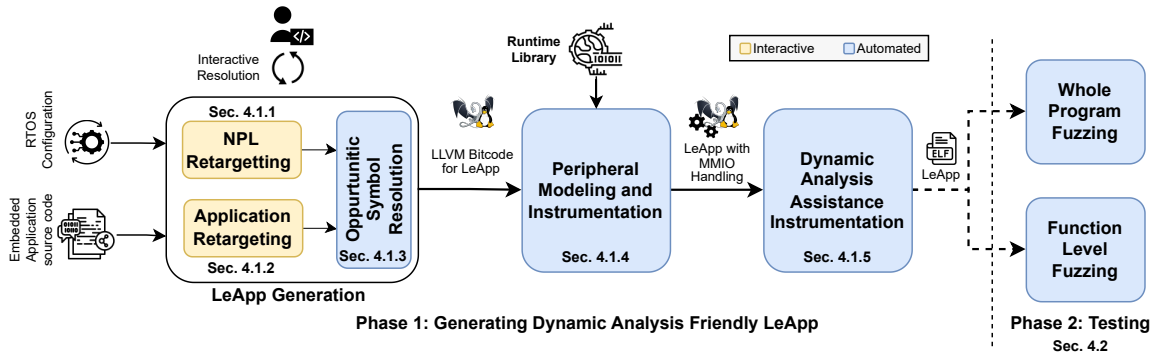 Interactive
Resolution
Runtime
Library
Interactive
Automated
RTOS
Configuration
Embedded
Application
source code
Sec. 4.1.1
NPL
Retargetting
Application
Retargeting
Sec. 4.1.2
Oppurtunitic
Symbol
Resolution
Sec. 4.1.3
LeApp Generation
LLVM Bitcode
for LeApp
Peripheral
Modeling and
Instrumentation
Sec. 4.1.4
LeApp with
MMIO
Handling
Dynamic
Analysis
Assistance
Instrumentation
Sec. 4.1.5
ELF
LeApp
Whole
Program
Fuzzing
Function
Level
Fuzzing
Phase 1: Generating Dynamic Analysis Friendly LeApp
Phase 2: Testing
Sec. 4.2